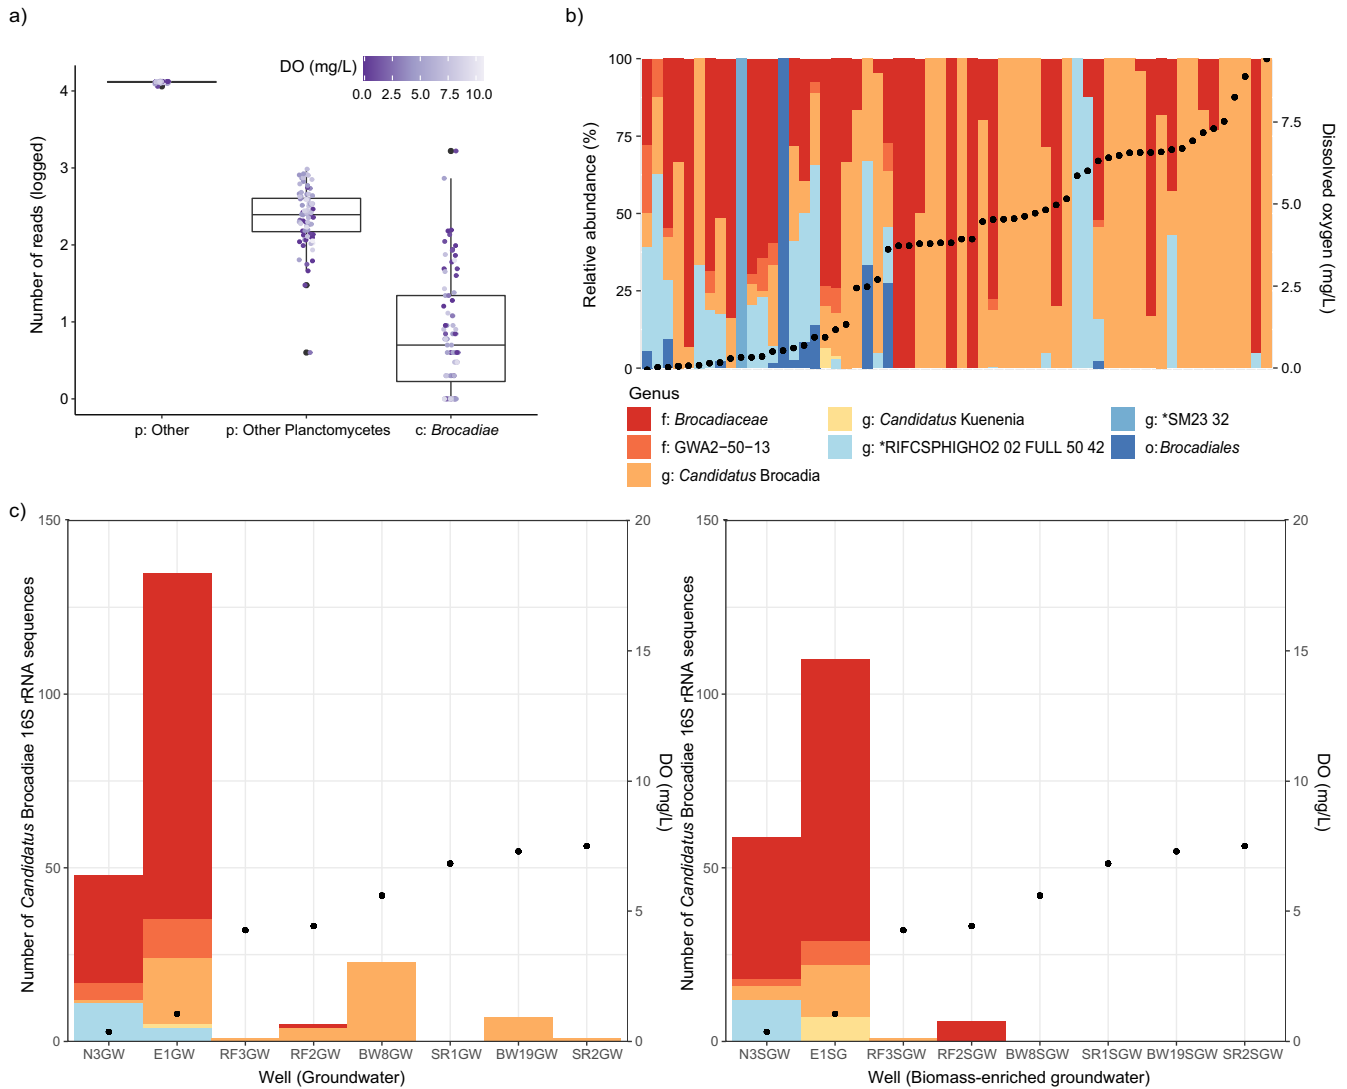 a)
b)
DO (mg/L)
0.0 2.5 5.0 7.5 10.0
Number of reads (logged)
4
3
2
1
0
p: Other
p: Other Planctomycetes
c: Brocadiae
Relative abundance (%)
100
75
50
25
0
Dissolved oxygen (mg/L)
7.5
5.0
2.5
0.0
Genus
f: Brocadiaceae
g: Candidatus Kuenenia
g: *SM23 32
f: GWA2−50−13
g: *RIFCSPHIGHO2 02 FULL 50 42
o:Brocadiales
g: Candidatus Brocadia
c)
Number of Candidatus Brocadiae 16S rRNA sequences
150
100
50
0
20
15
10
5
0
DO (mg/L)
N3GW E1GW RF3GW RF2GW BW8GW SR1GW BW19GW SR2GW
Well (Groundwater)
Number of Candidatus Brocadiae 16S rRNA sequences
150
100
50
0
20
15
10
5
0
DO (mg/L)
N3SGW E1SG RF3SGW RF2SGW BW8SGW SR1SGW BW19SGW SR2SGW
Well (Biomass-enriched groundwater)